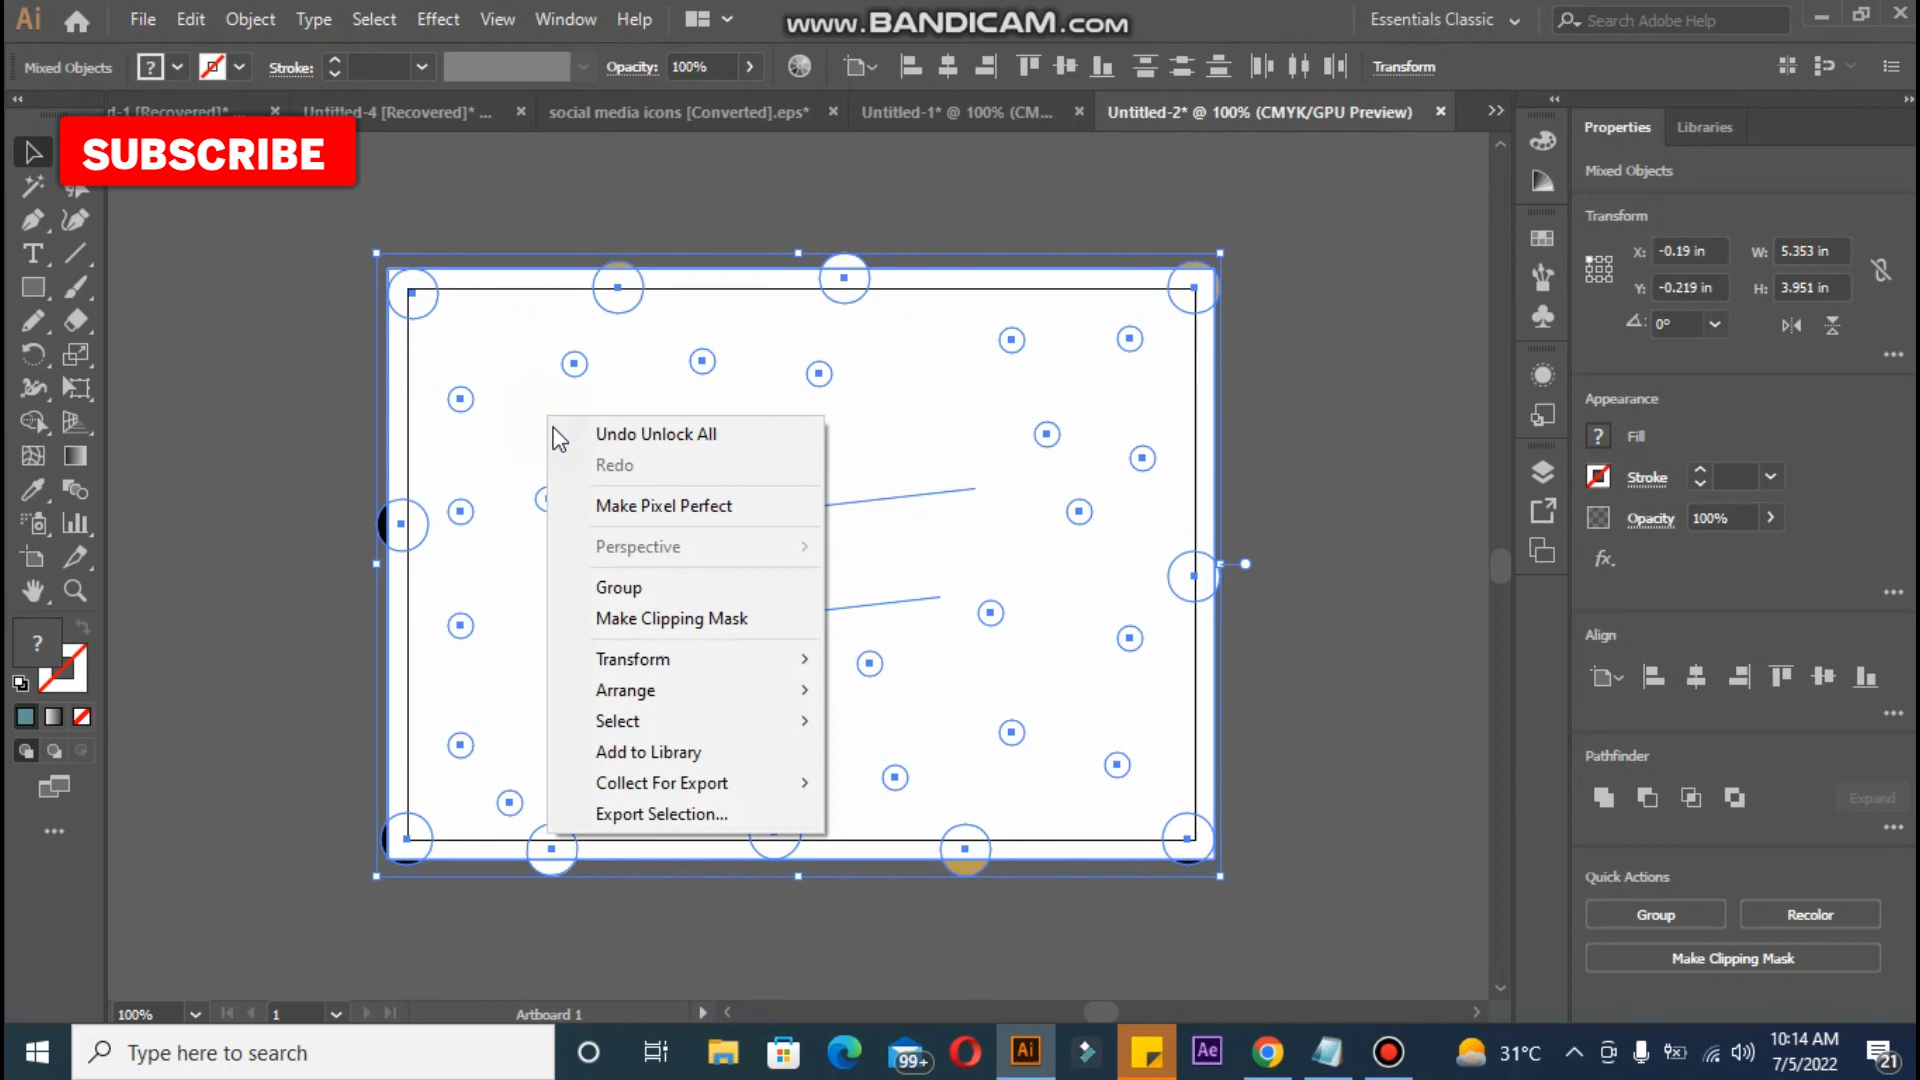 Ai File Edit Object Type Select Effect View Window Help www.BANDICAM.com Essentials Classic Search Adobe Help
Mixed Objects ? Stroke: Opacity: 100% Transform
d-1 [Recovered]* Untitled-4 [Recovered]* ... social media icons [Converted].eps* Untitled-1* @ 100% (CM... Untitled-2* @ 100% (CMYK/GPU Preview)
SUBSCRIBE
Properties Libraries
Mixed Objects
Transform
X: -0.19 in W: 5.353 in
Y: -0.219 in H: 3.951 in
0°
Appearance
? Fill
Stroke
Opacity 100%
fx.
Align
Pathfinder
Expand
Quick Actions
Group Recolor
Make Clipping Mask
T
?
Undo Unlock All
Redo
Make Pixel Perfect
Perspective
Group
Make Clipping Mask
Transform
Arrange
Select
Add to Library
Collect For Export
Export Selection...
100% 1 Artboard 1
Type here to search
99+
Ai
Ae
31°C
10:14 AM
7/5/2022
21